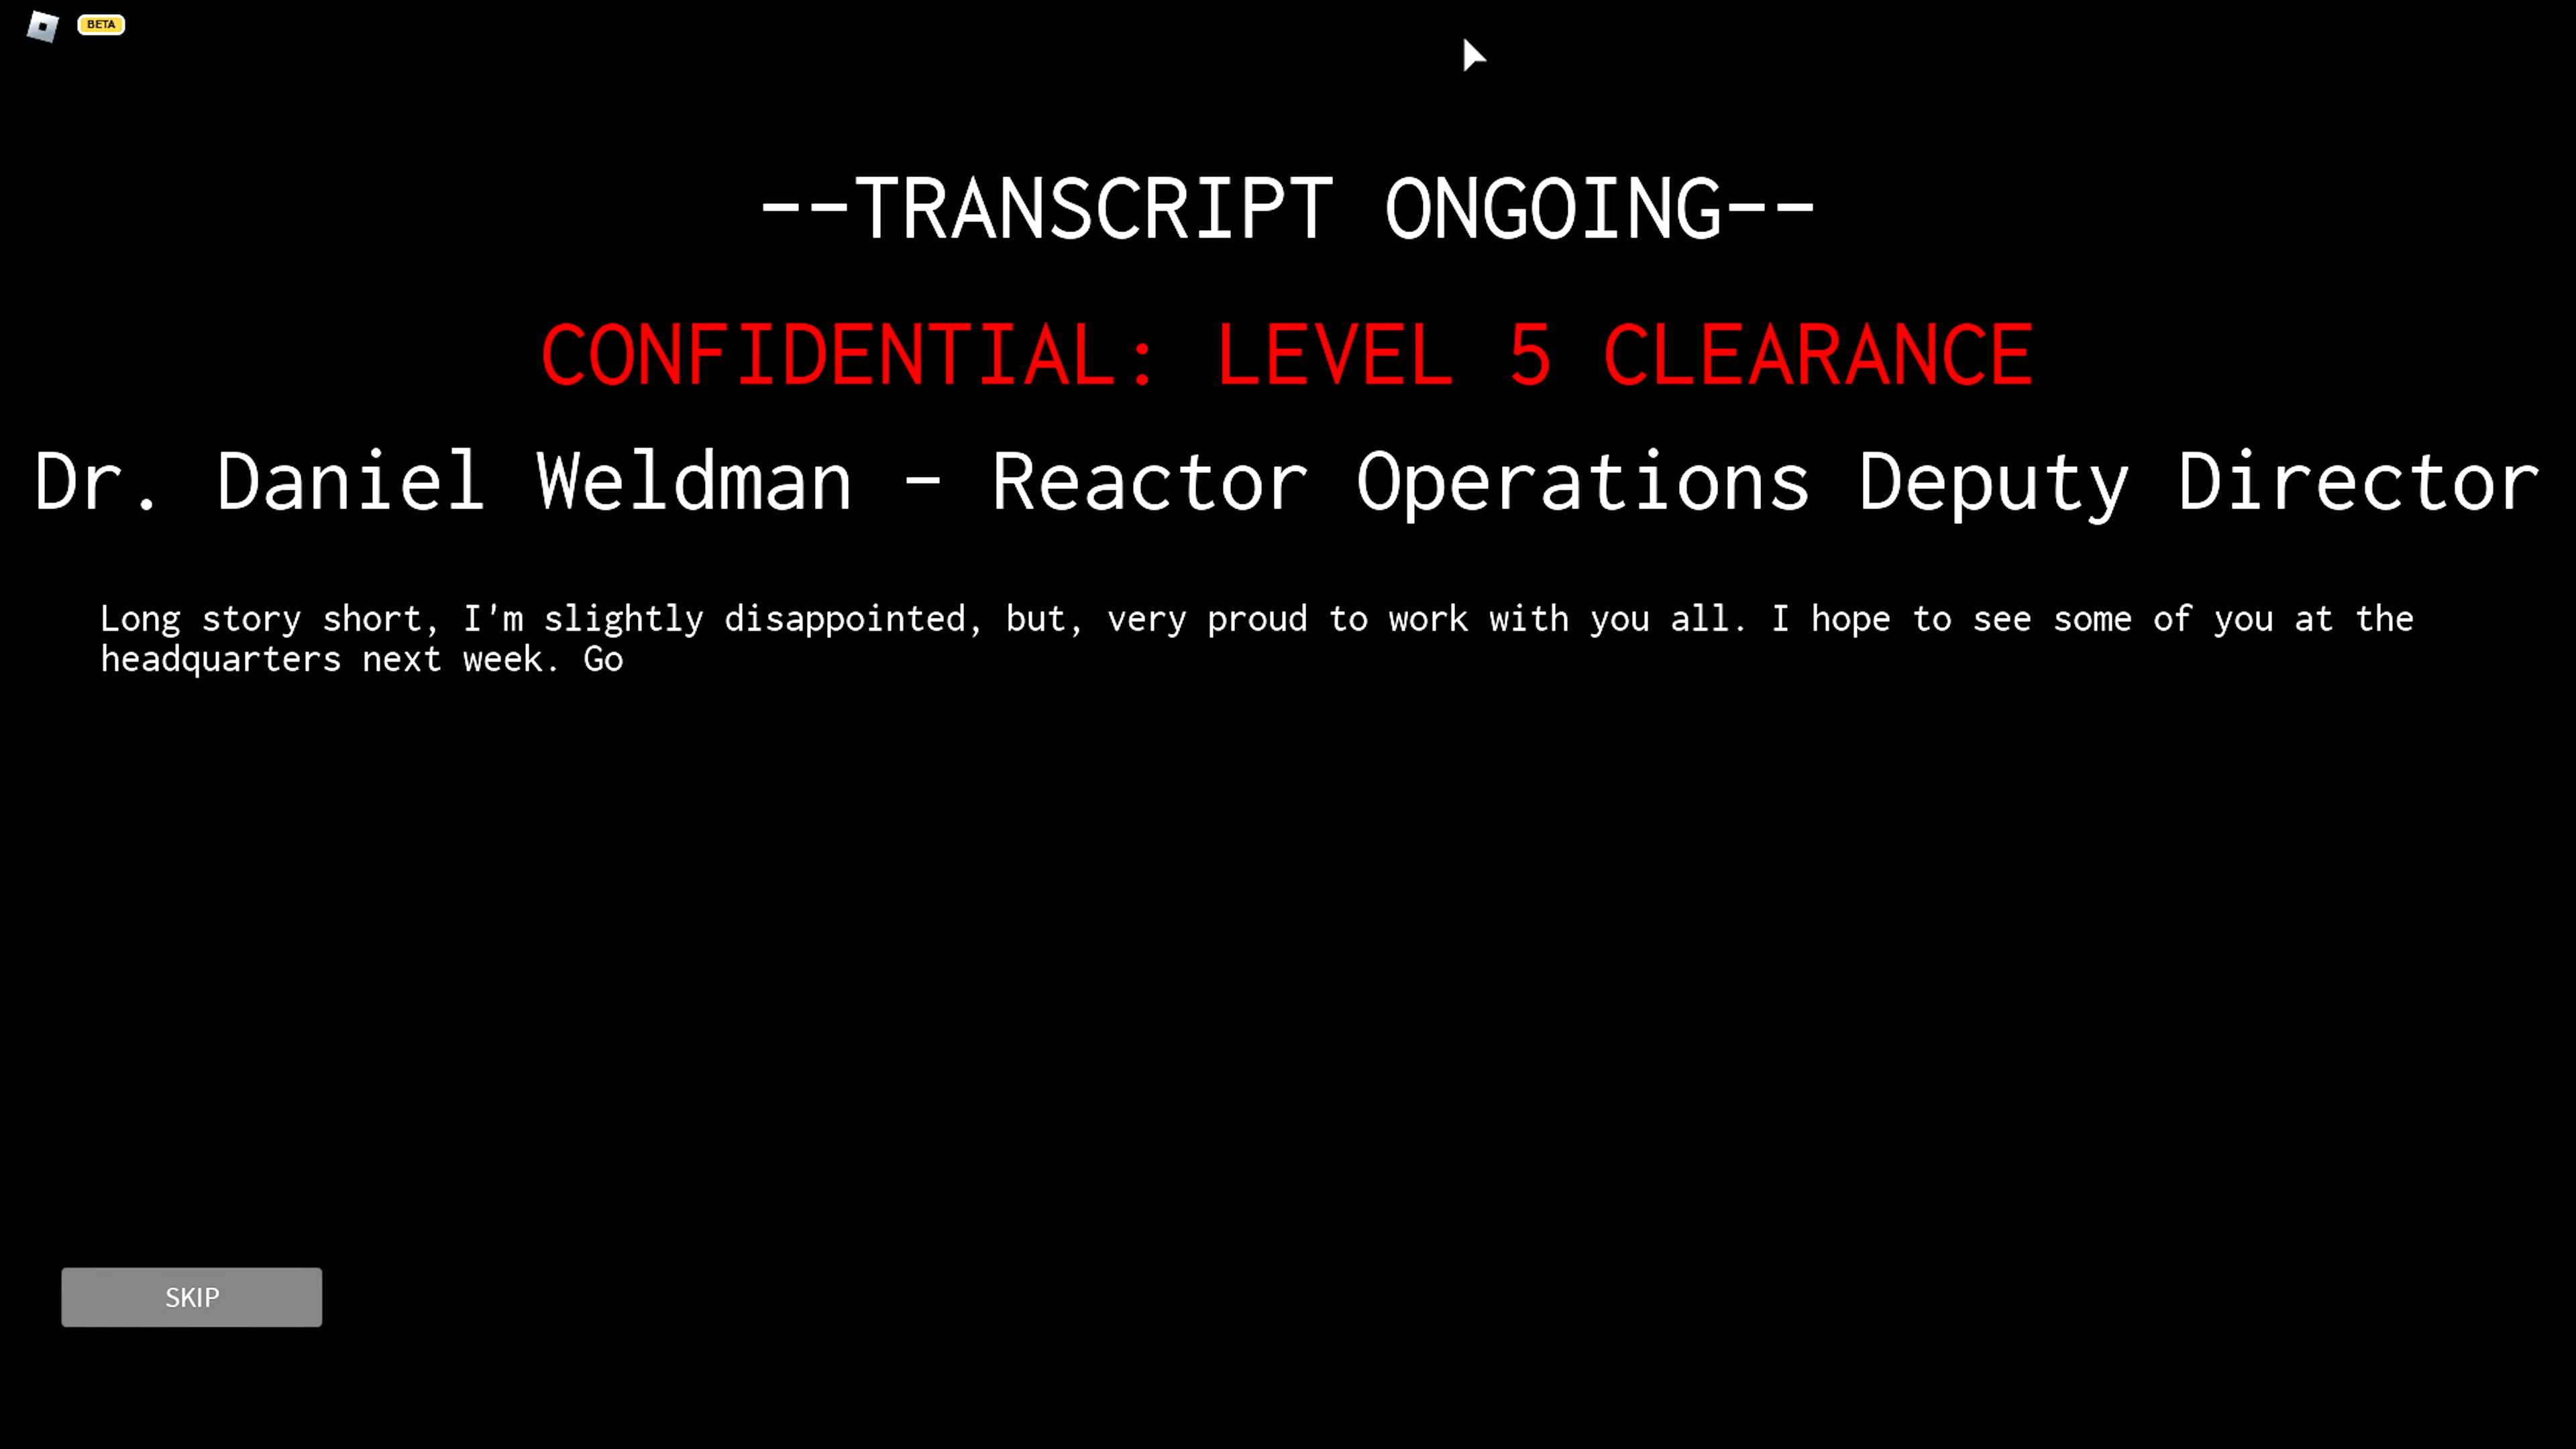 BETA
--TRANSCRIPT ONGOING--
CONFIDENTIAL: LEVEL 5 CLEARANCE
Dr. Daniel Weldman - Reactor Operations Deputy Director
Long story short, I'm slightly disappointed, but, very proud to work with you all. I hope to see some of you at the
headquarters next week. Go
SKIP